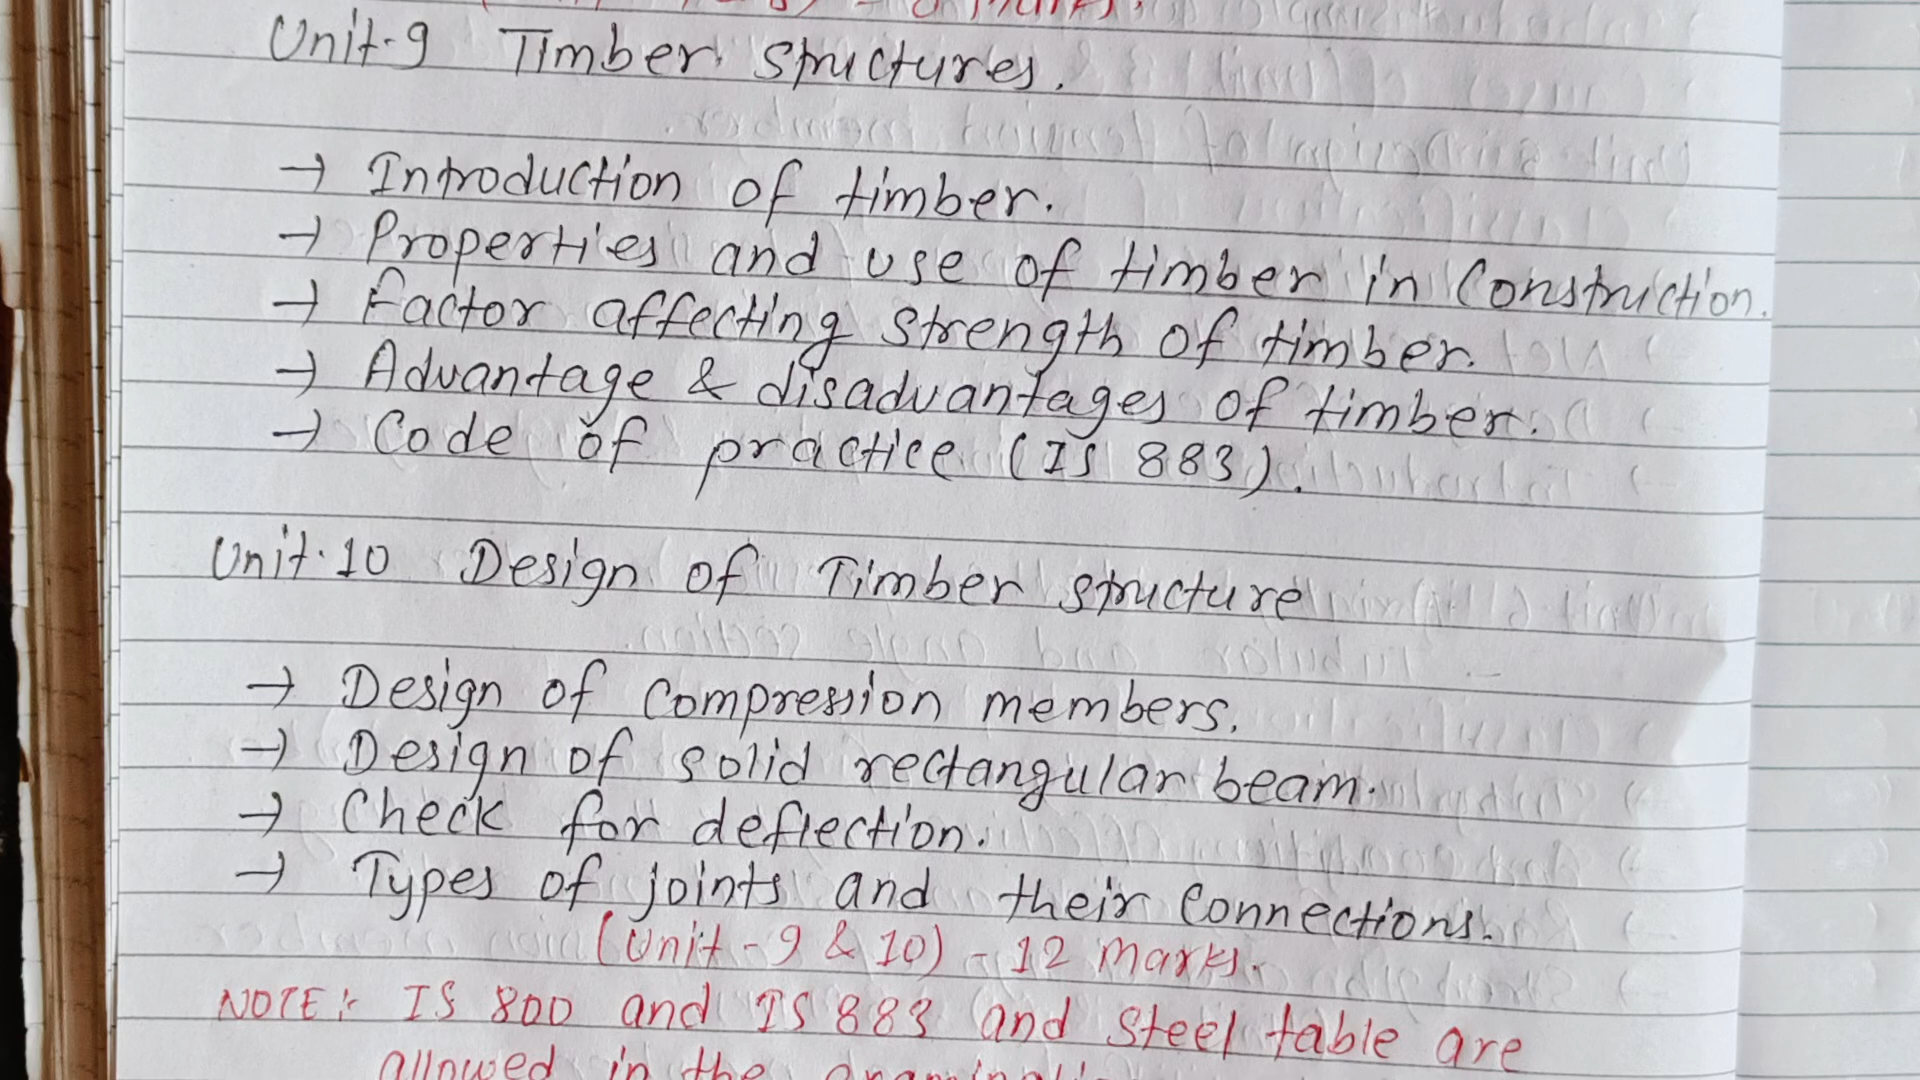 Unit-9 Timber Structures.
→ Introduction of timber.
→ Properties and use of timber in Construction.
→ Factor affecting strength of timber.
→ Advantage & disadvantages of timber.
→ Code of practice (IS 883).
Unit-10 Design of Timber structure
→ Design of compression members.
→ Design of solid rectangular beam.
→ Check for deflection.
→ Types of joints and their connections.
(Unit-9 & 10) - 12 marks.
NOTE:- IS 800 and IS 883 and steel table are
allowed in the